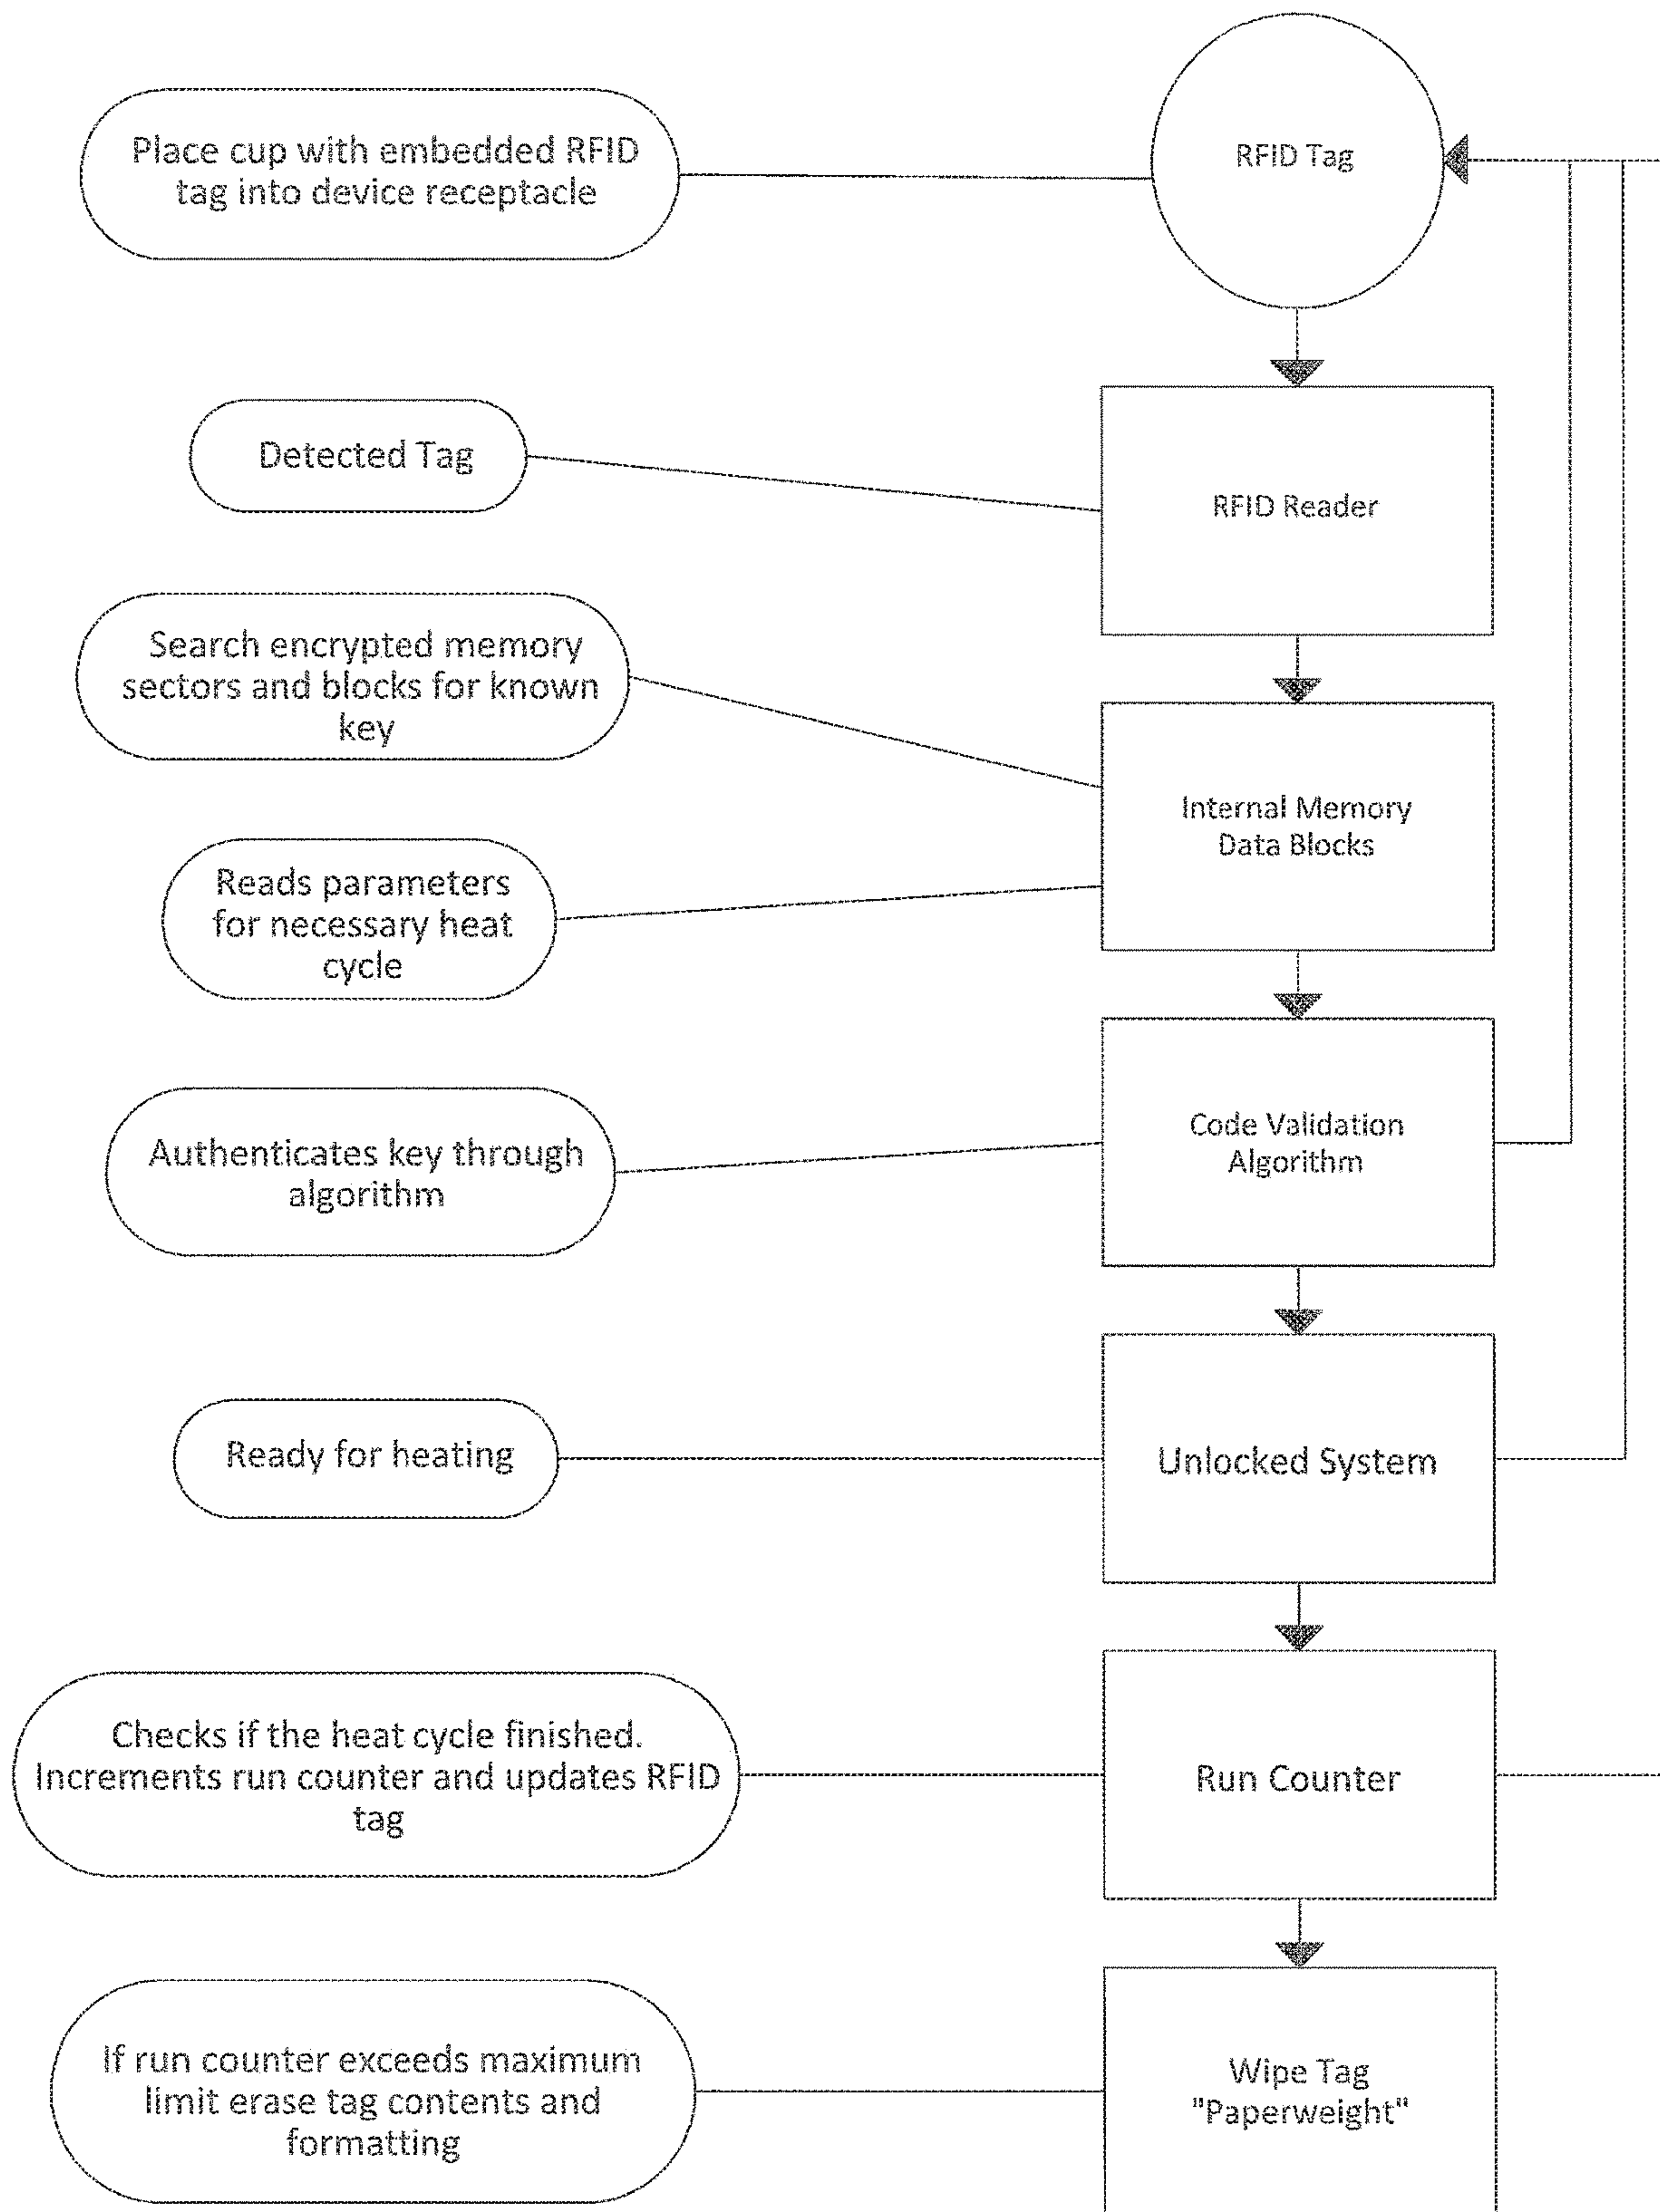 Place cup with embedded RFID
tag into device receptacle
RFID Tag
Detected Tag
RFID Reader
Search encrypted memory
sectors and blocks for known
key
Internal Memory
Data Blocks
Reads parameters
for necessary heat
cycle
Authenticates key through
algorithm
Code Validation
Algorithm
Ready for heating
Unlocked System
Checks if the heat cycle finished.
Increments run counter and updates RFID
tag
Run Counter
If run counter exceeds maximum
limit erase tag contents and
formatting
Wipe Tag
"Paperweight"